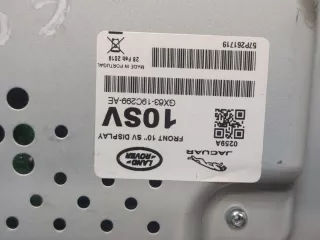 JAGUAR
LAND
ROVER
0259A
FRONT 10" SV DISPLAY
10SV
GX63-19C299-AE
28 Feb 2018
MADE IN PORTUGAL
57P261719